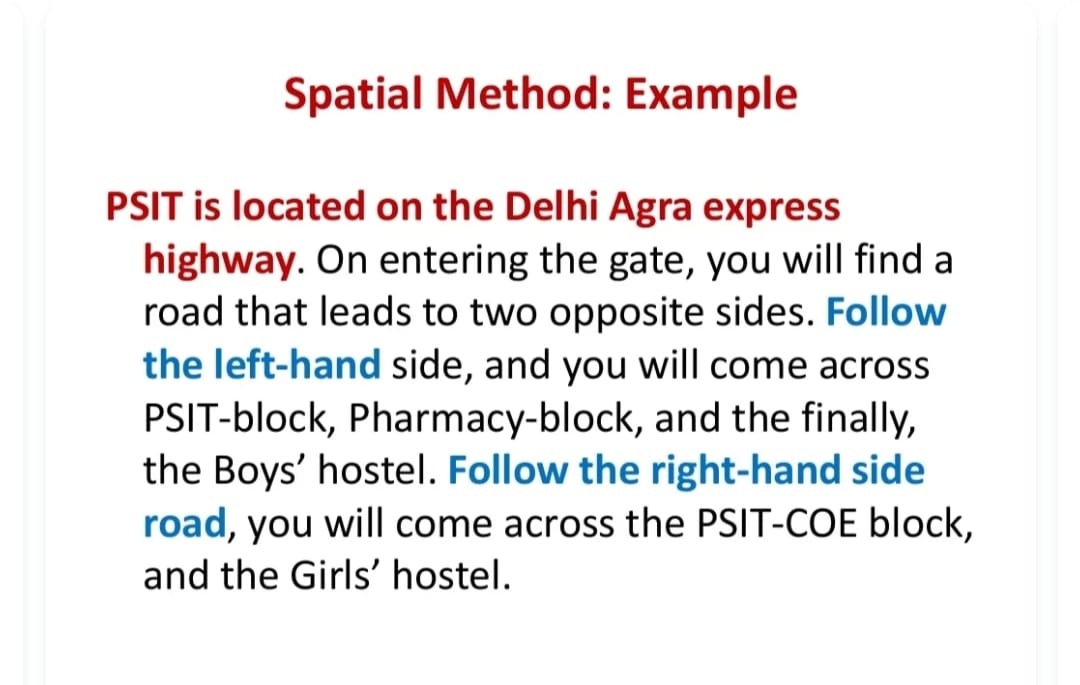 Spatial Method: Example
PSIT is located on the Delhi Agra express
highway. On entering the gate, you will find a
road that leads to two opposite sides. Follow
the left-hand side, and you will come across
PSIT-block, Pharmacy-block, and the finally,
the Boys’ hostel. Follow the right-hand side
road, you will come across the PSIT-COE block,
and the Girls’ hostel.